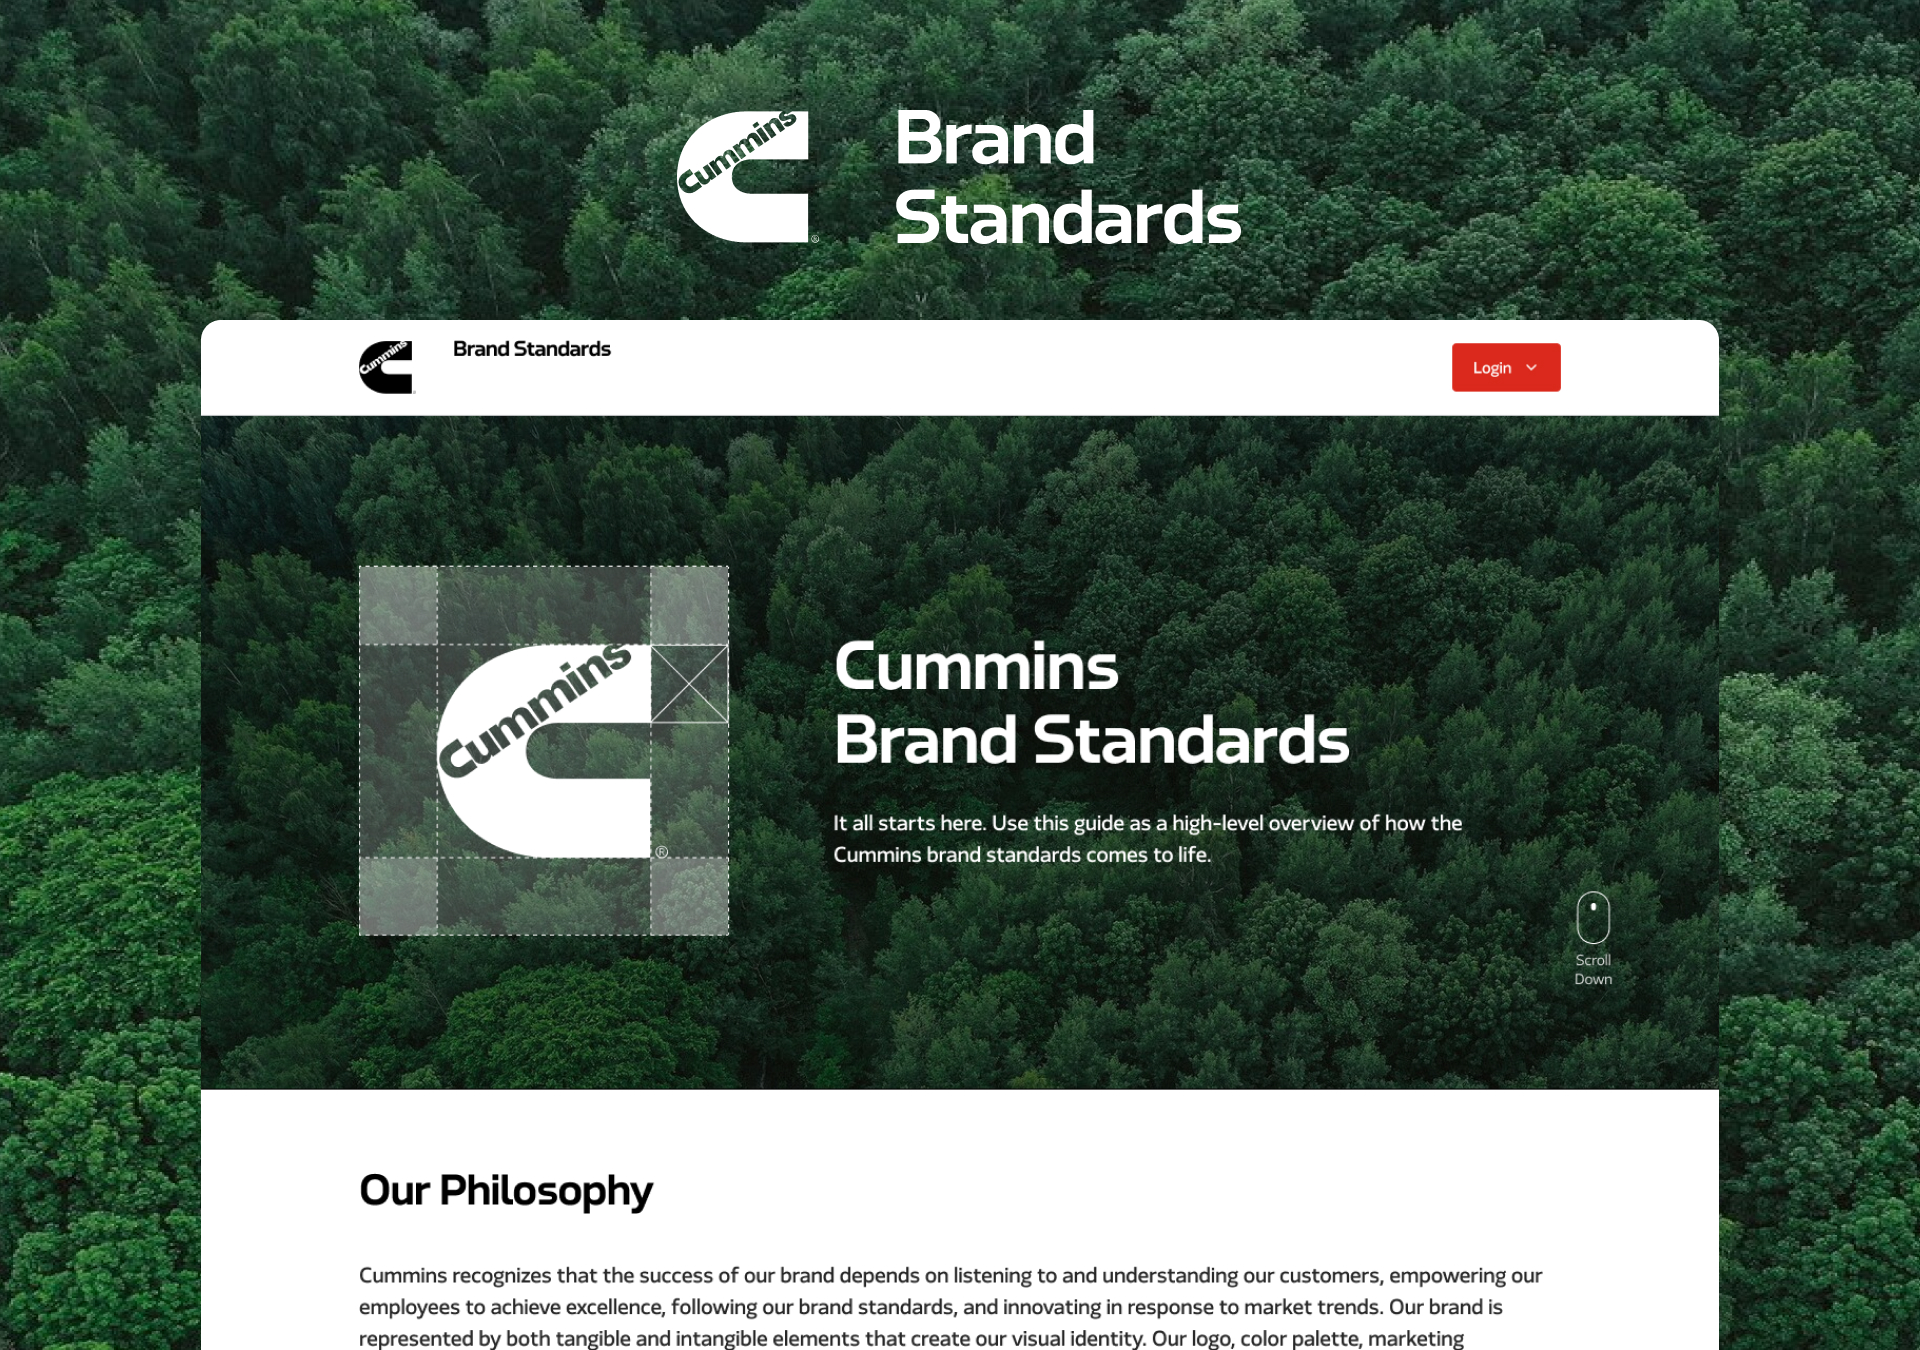 Cummins
®
Brand
Standards
Cummins
Brand Standards
Login
Cummins
®
Cummins
Brand Standards
It all starts here. Use this guide as a high-level overview of how the
Cummins brand standards comes to life.
Scroll
Down
Our Philosophy
Cummins recognizes that the success of our brand depends on listening to and understanding our customers, empowering our
employees to achieve excellence, following our brand standards, and innovating in response to market trends. Our brand is
represented by both tangible and intangible elements that create our visual identity. Our logo, color palette, marketing